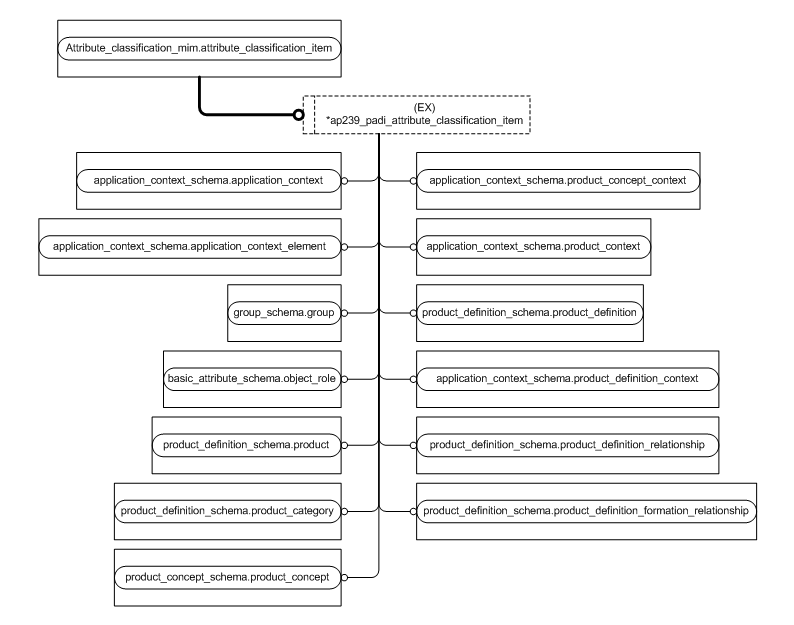 Attribute_classification_mim.attribute_classification_item
(EX)
*ap239_padi_attribute_classification_item
application_context_schema.application_context
application_context_schema.product_concept_context
application_context_schema.application_context_element
application_context_schema.product_context
group_schema.group
product_definition_schema.product_definition
basic_attribute_schema.object_role
application_context_schema.product_definition_context
product_definition_schema.product
product_definition_schema.product_definition_relationship
product_definition_schema.product_category
product_definition_schema.product_definition_formation_relationship
product_concept_schema.product_concept